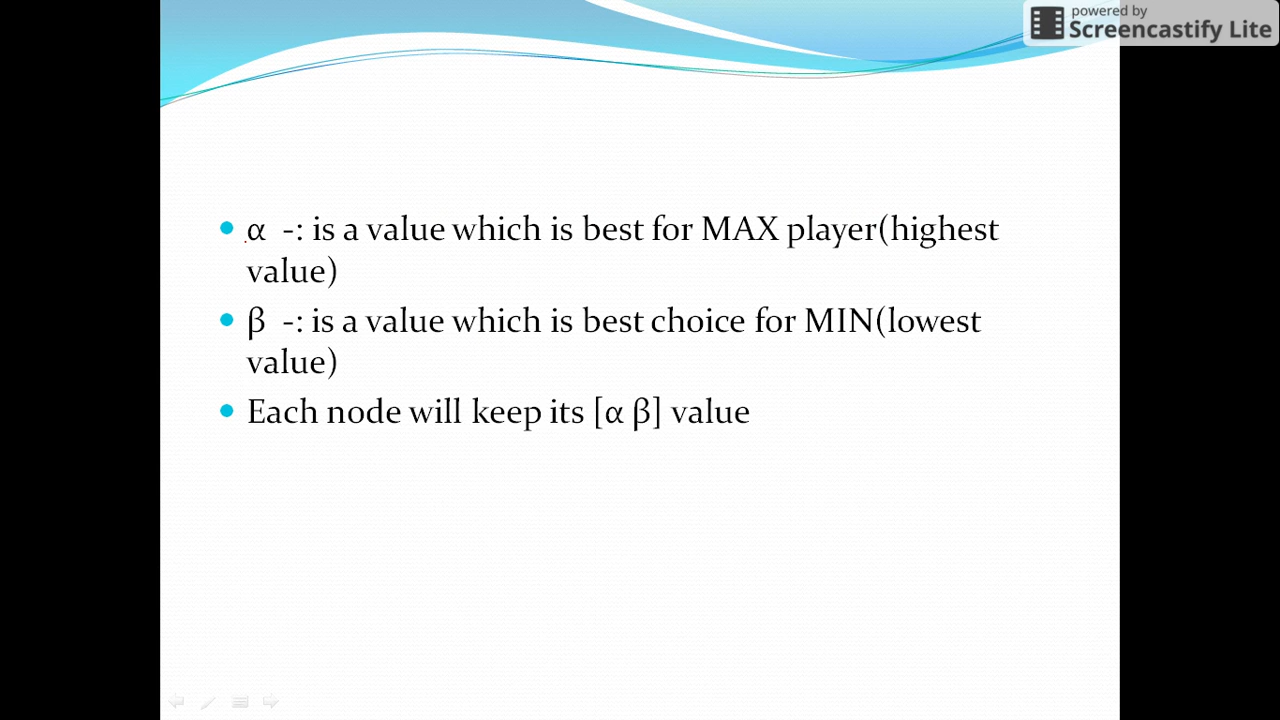 powered by
Screencastify Lite
α -: is a value which is best for MAX player(highest
value)
β -: is a value which is best choice for MIN(lowest
value)
Each node will keep its [α β] value